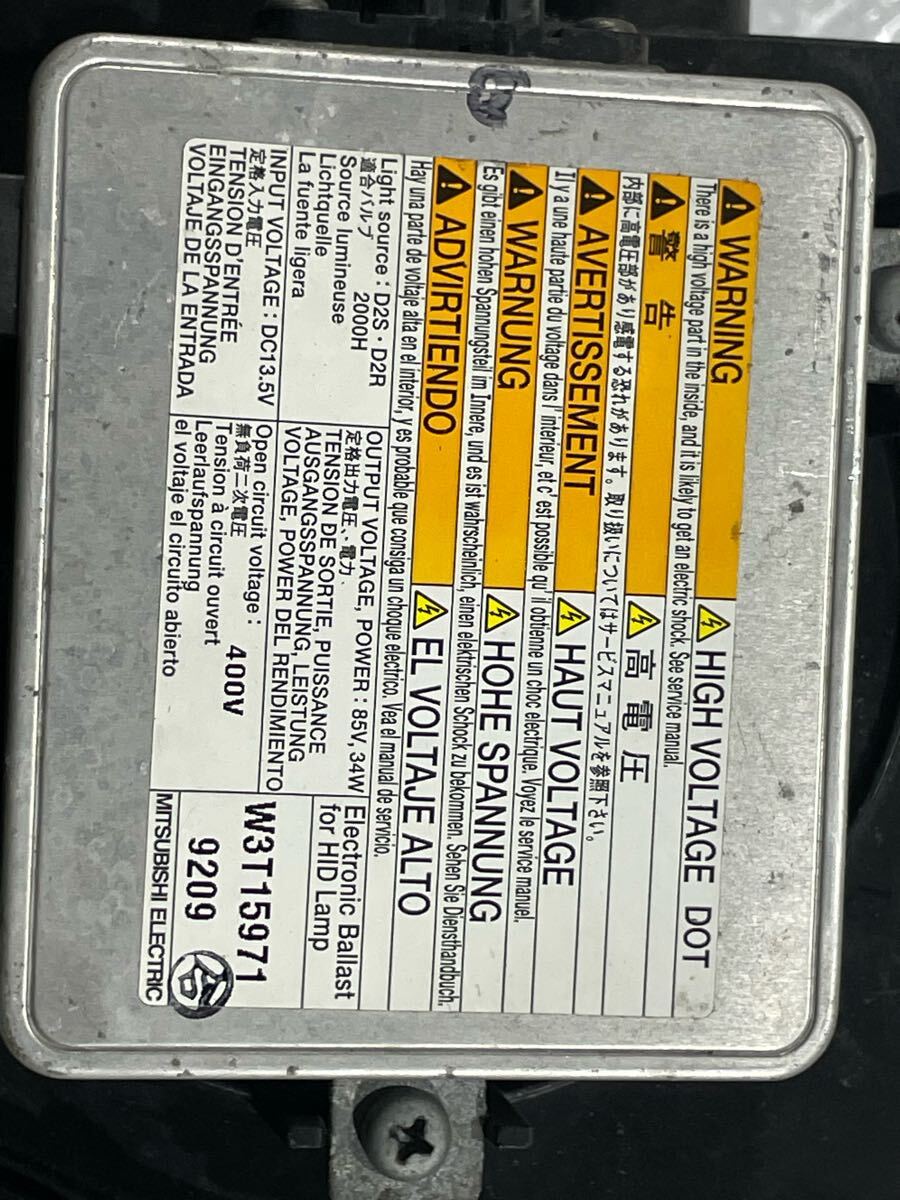 WARNING HIGH VOLTAGE DOT
There is a high voltage part in the inside, and it is likely to get an electric shock. See service manual.
警告 高電圧
内部に高電圧部があり感電する恐れがあります。取り扱いについてはサービスマニュアルを参照下さい。
AVERTISSEMENT HAUT VOLTAGE
Il y a une haute partie du voltage dans l' interieur, et c' est possible qu' il obtienne un choc electrique. Voyez le service manuel.
WARNUNG HOHE SPANNUNG
Es gibt einen hohen Spannungsteil im Innere, und es ist wahrscheinlich, einen elektrischen Schock zu bekommen. Sehen Sie Diensthandbuch.
ADVIRTIENDO EL VOLTAJE ALTO
Hay una parte de voltaje alta en el interior, y es probable que consiga un choque electrico. Vea el manual de servicio.
Light source : D2S・D2R
適合バルブ 2000H
Source lumineuse
Lichtquelle
La fuente ligera
INPUT VOLTAGE : DC13.5V
定格入力電圧
TENSION D'ENTRÉE
EINGANGSSPANNUNG
VOLTAJE DE LA ENTRADA
OUTPUT VOLTAGE, POWER : 85V, 34W
定格出力電圧、電力
TENSION DE SORTIE, PUISSANCE
AUSGANGSSPANNUNG, LEISTUNG
VOLTAGE, POWER DEL RENDIMIENTO
Open circuit voltage :
無負荷二次電圧 400V
Tension à circuit ouvert
Leerlaufspannung
el voltaje el circuito abierto
Electronic Ballast
for HID Lamp
W3T15971
9209 合
MITSUBISHI ELECTRIC